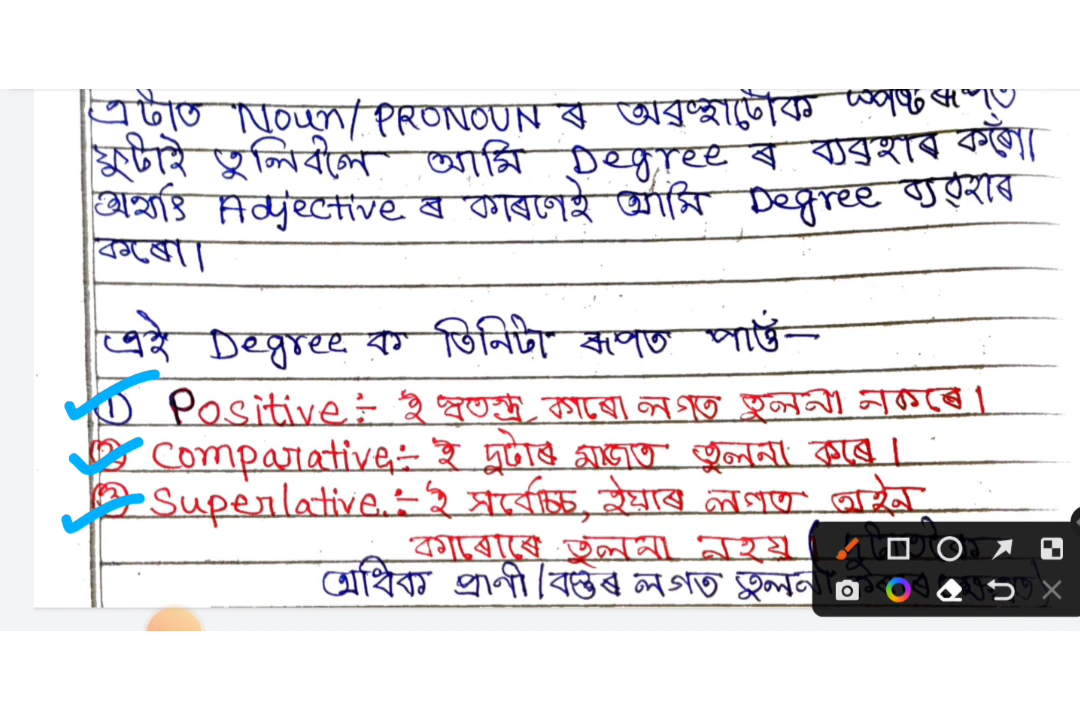 এটাত Noun/PRONOUN ৰ অৱস্থাটোক স্পষ্টৰূপত
ফুটাই তুলিবলৈ আমি Degree ৰ ব্যৱহাৰ কৰোঁ।
অৰ্থাৎ Adjective ৰ কাৰণেই আমি Degree ব্যৱহাৰ
কৰো।
এই Degree ক তিনিটা ৰূপত পাওঁ—
① Positive:- ই স্বতন্ত্ৰ, কাৰো লগত তুলনা নকৰে।
② Comparative:- ই দুটাৰ মাজত তুলনা কৰে।
③ Superlative:- ই সৰ্বোচ্চ, ইয়াৰ লগত অইন
কাৰোৰে তুলনা নহয়।
অধিক প্ৰাণী/বস্তুৰ লগত তুলনা